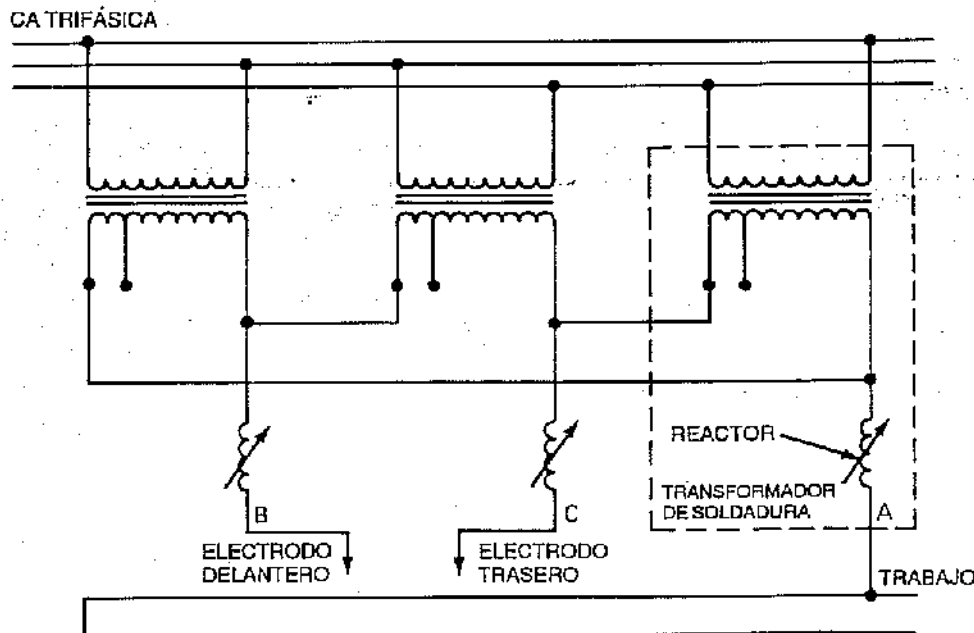 CA TRIFÁSICA
REACTOR
TRANSFORMADOR
DE SOLDADURA
B
C
A
ELECTRODO
DELANTERO
ELECTRODO
TRASERO
TRABAJO